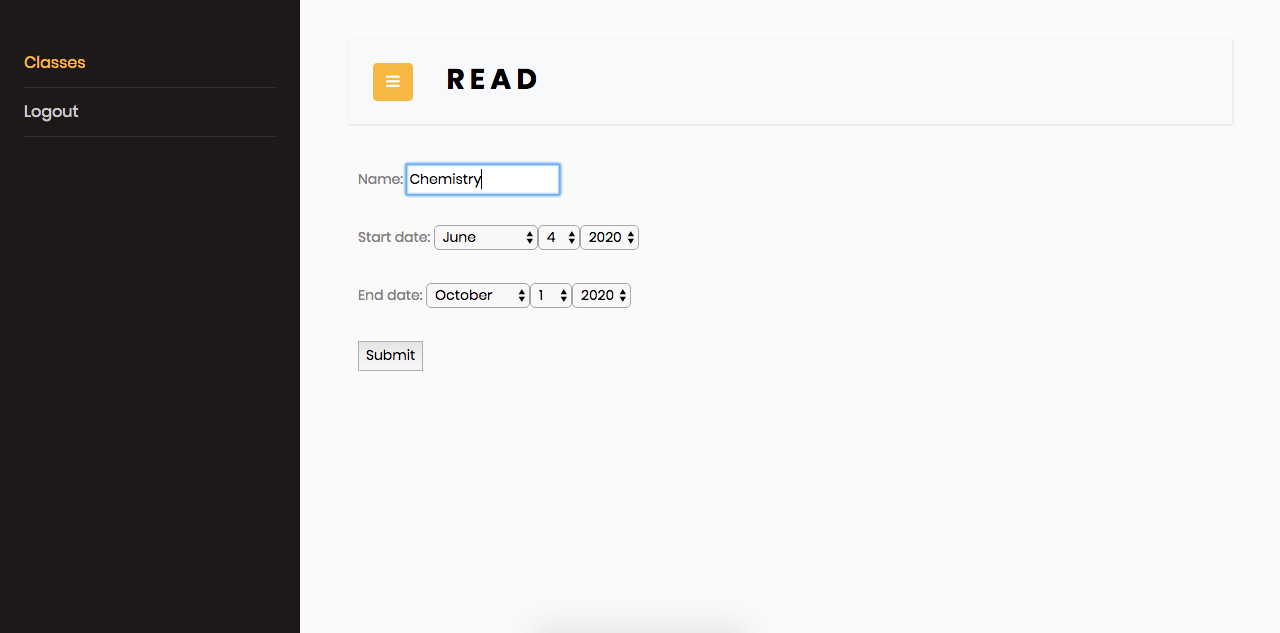 Classes
Logout
READ
Name: Chemistry
Start date: June 4 2020
End date: October 1 2020
Submit